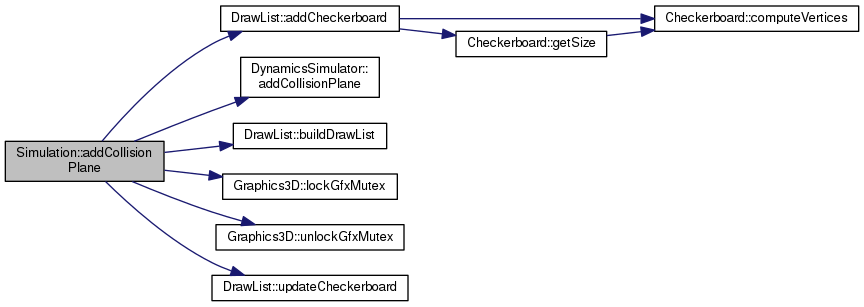 Simulation::addCollision
Plane
DrawList::addCheckerboard
Checkerboard::computeVertices
Checkerboard::getSize
DynamicsSimulator::
addCollisionPlane
DrawList::buildDrawList
Graphics3D::lockGfxMutex
Graphics3D::unlockGfxMutex
DrawList::updateCheckerboard